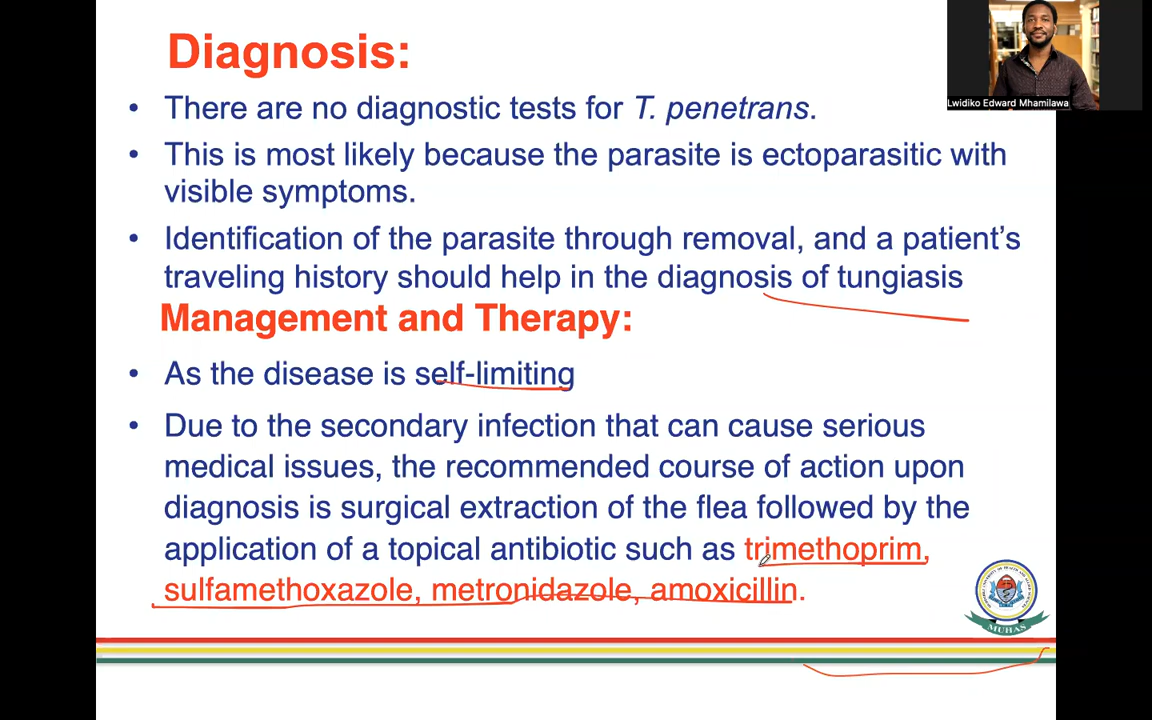 Diagnosis:
Lwidiko Edward Mhamilawa
• There are no diagnostic tests for T. penetrans.
• This is most likely because the parasite is ectoparasitic with
visible symptoms.
• Identification of the parasite through removal, and a patient’s
traveling history should help in the diagnosis of tungiasis
Management and Therapy:
• As the disease is self-limiting
• Due to the secondary infection that can cause serious
medical issues, the recommended course of action upon
diagnosis is surgical extraction of the flea followed by the
application of a topical antibiotic such as trimethoprim,
sulfamethoxazole, metronidazole, amoxicillin.
MUHAS